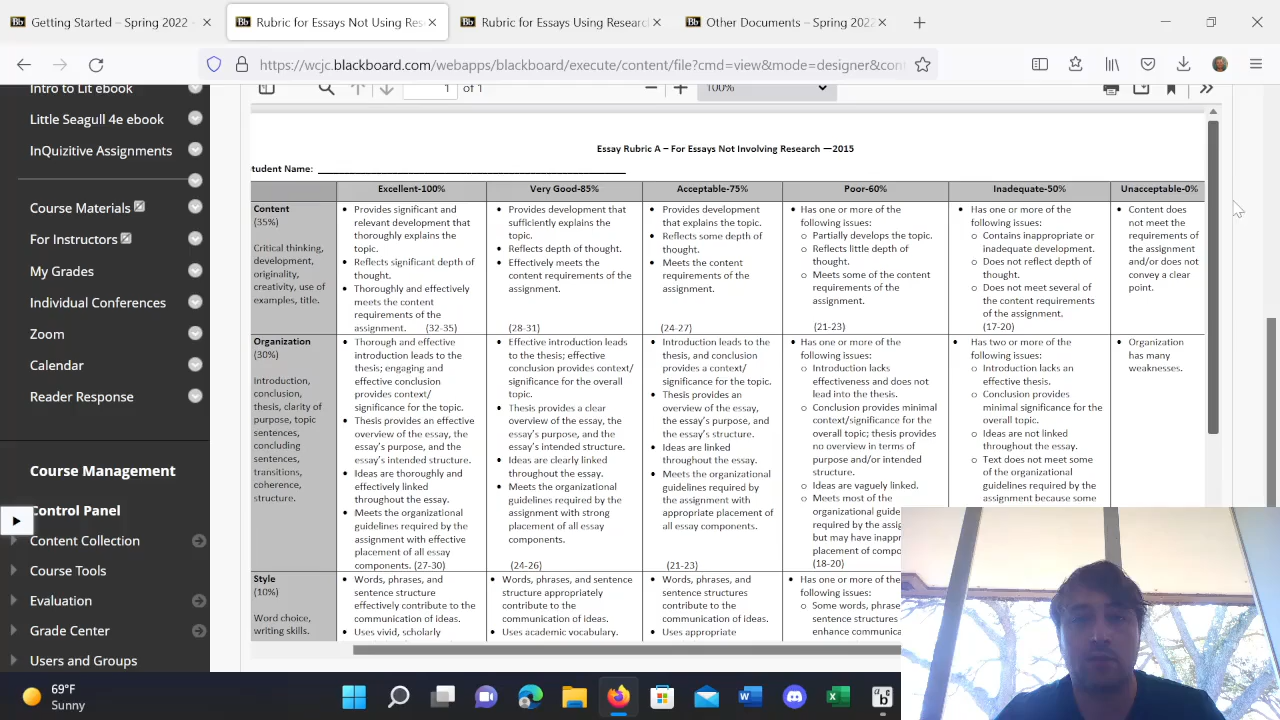 Getting Started – Spring 2022 –
Rubric for Essays Not Using Res
Rubric for Essays Using Researc
Other Documents – Spring 2022
https://wcjc.blackboard.com/webapps/blackboard/execute/content/file?cmd=view&mode=designer&con
Intro to Lit ebook
Little Seagull 4e ebook
InQuizitive Assignments
Course Materials
For Instructors
My Grades
Individual Conferences
Zoom
Calendar
Reader Response
Course Management
Control Panel
Content Collection
Course Tools
Evaluation
Grade Center
Users and Groups
1 of 1
100%
Essay Rubric A – For Essays Not Involving Research —2015
tudent Name:
Excellent-100%
Very Good-85%
Acceptable-75%
Poor-60%
Inadequate-50%
Unacceptable-0%
Content
(35%)
Critical thinking,
development,
originality,
creativity, use of
examples, title.
• Provides significant and
relevant development that
thoroughly explains the
topic.
• Reflects significant depth of
thought.
• Thoroughly and effectively
meets the content
requirements of the
assignment. (32-35)
• Provides development that
sufficiently explains the
topic.
• Reflects depth of thought.
• Effectively meets the
content requirements of the
assignment.
(28-31)
• Provides development
that explains the topic.
• Reflects some depth of
thought.
• Meets the content
requirements of the
assignment.
(24-27)
• Has one or more of the
following issues:
o Partially develops the topic.
o Reflects little depth of
thought.
o Meets some of the content
requirements of the
assignment.
(21-23)
• Has one or more of the
following issues:
o Contains inappropriate or
inadequate development.
o Does not reflect depth of
thought.
o Does not meet several of
the content requirements
of the assignment.
(17-20)
• Content does
not meet the
requirements of
the assignment
and/or does not
convey a clear
point.
Organization
(30%)
Introduction,
conclusion,
thesis, clarity of
purpose, topic
sentences,
concluding
sentences,
transitions,
coherence,
structure.
• Thorough and effective
introduction leads to the
thesis; engaging and
effective conclusion
provides context/
significance for the topic.
• Thesis provides an effective
overview of the essay, the
essay's purpose, and the
essay's intended structure.
• Ideas are thoroughly and
effectively linked
throughout the essay.
• Meets the organizational
guidelines required by the
assignment with effective
placement of all essay
components. (27-30)
• Effective introduction leads
to the thesis; effective
conclusion provides context/
significance for the overall
topic.
• Thesis provides a clear
overview of the essay, the
essay's purpose, and the
essay's intended structure.
• Ideas are clearly linked
throughout the essay.
• Meets the organizational
guidelines required by the
assignment with strong
placement of all essay
components.
(24-26)
• Introduction leads to the
thesis, and conclusion
provides a context/
significance for the topic.
• Thesis provides an
overview of the essay,
the essay's purpose, and
the essay's structure.
• Ideas are linked
throughout the essay.
• Meets the organizational
guidelines required by
the assignment with
appropriate placement of
all essay components.
(21-23)
• Has one or more of the
following issues:
o Introduction lacks
effectiveness and does not
lead into the thesis.
o Conclusion provides minimal
context/significance for the
overall topic; thesis provides
no overview in terms of
purpose and/or intended
structure.
o Ideas are vaguely linked.
o Meets most of the
organizational guide
required by the assig
but may have inapp
placement of compo
(18-20)
• Has two or more of the
following issues:
o Introduction lacks an
effective thesis.
o Conclusion provides
minimal significance for the
overall topic.
o Ideas are not linked
throughout the essay.
o Text does not meet some
of the organizational
guidelines required by the
assignment because some
• Organization
has many
weaknesses.
Style
(10%)
Word choice,
writing skills.
• Words, phrases, and
sentence structure
effectively contribute to the
communication of ideas.
• Uses vivid, scholarly
• Words, phrases, and sentence
structure appropriately
contribute to the
communication of ideas.
• Uses academic vocabulary.
• Words, phrases, and
sentence structures
contribute to the
communication of ideas.
• Uses appropriate
• Has one or more of the
following issues:
o Some words, phrase
sentence structures
enhance communica
69°F
Sunny